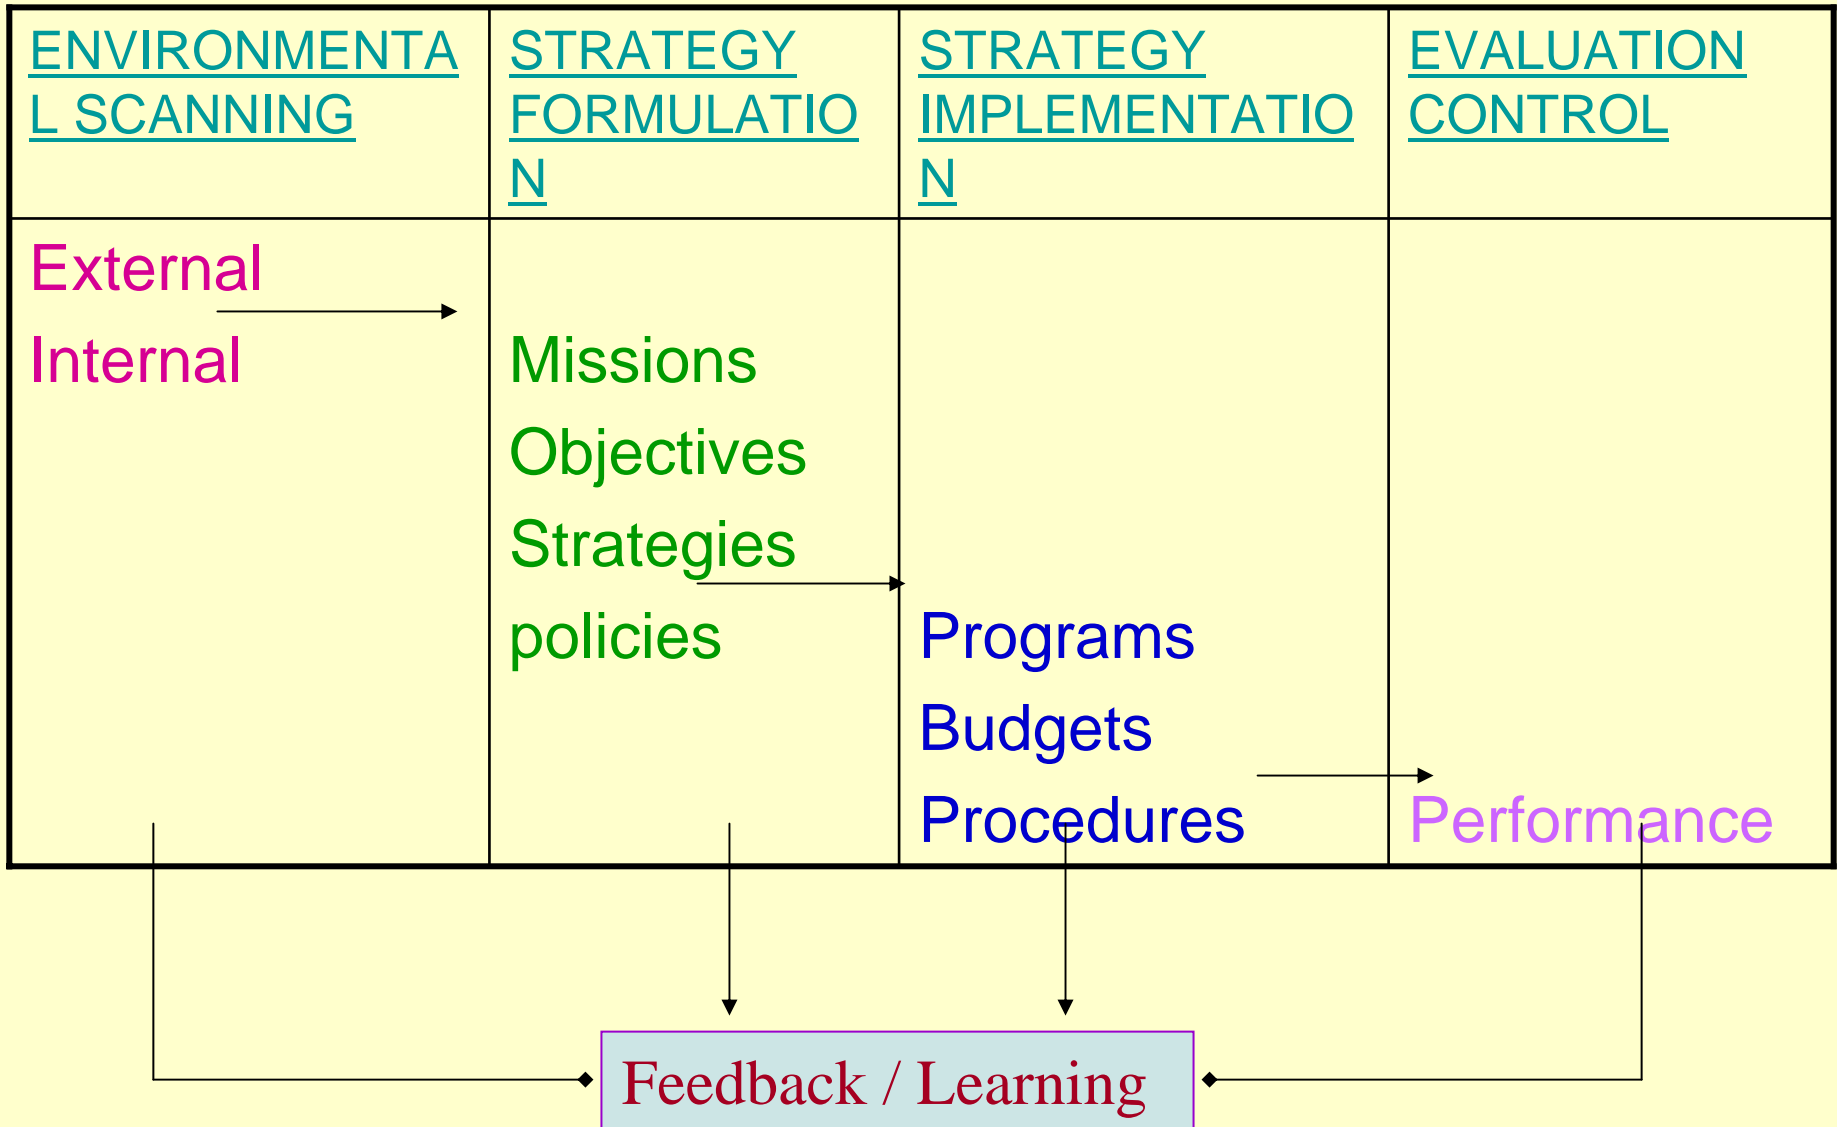 ENVIRONMENTA
L SCANNING
STRATEGY
FORMULATIO
N
STRATEGY
IMPLEMENTATIO
N
EVALUATION
CONTROL
External
Internal
Missions
Objectives
Strategies
policies
Programs
Budgets
Procedures
Performance
Feedback / Learning